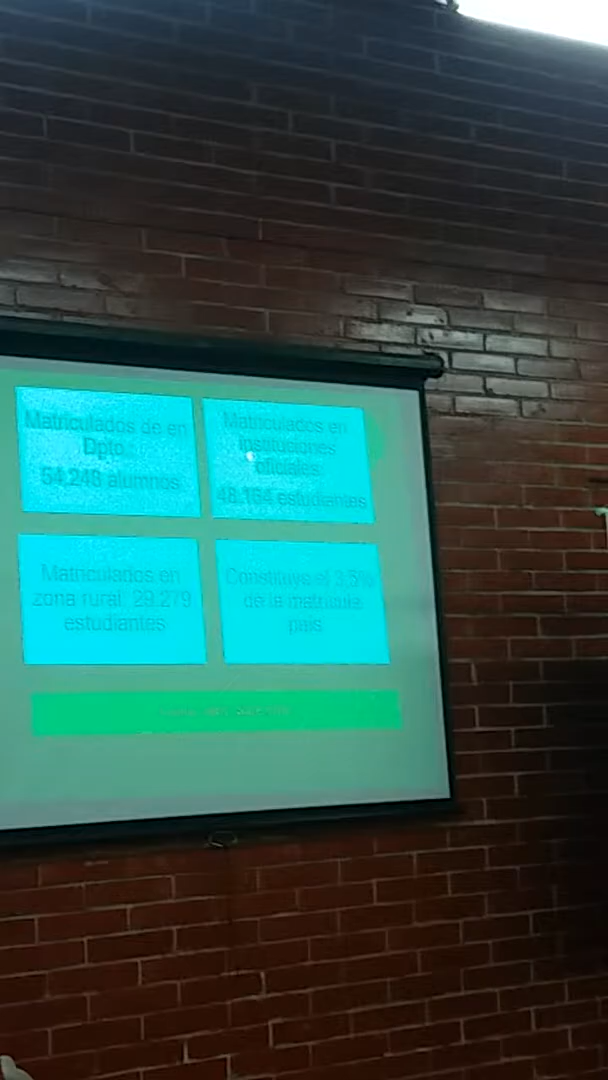 Matriculados de en
Dpto.:
54.248 alumnos
Matriculados en
instituciones
oficiales:
48.164 estudiantes
Matriculados en
zona rural: 29.279
estudiantes
Constituye el 3,5%
de la matrícula
país